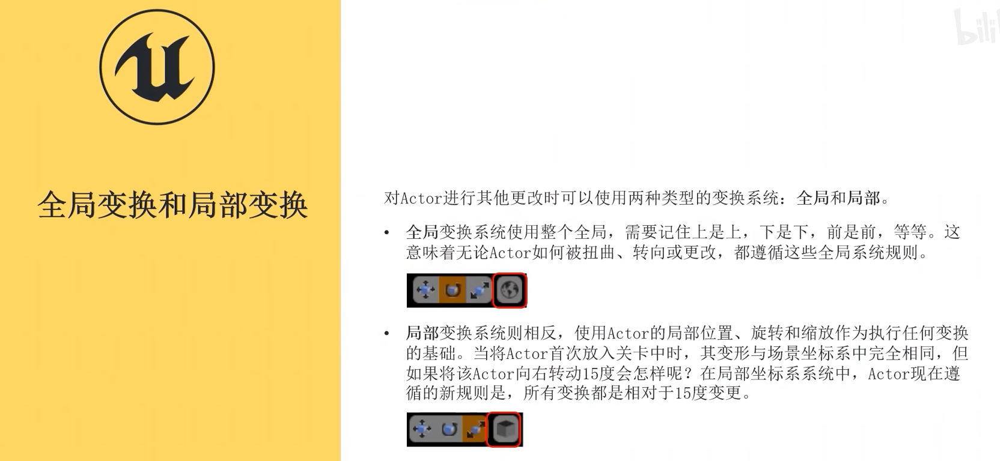 全局变换和局部变换
对Actor进行其他更改时可以使用两种类型的变换系统：全局和局部。
• 全局变换系统使用整个全局，需要记住上是上，下是下，前是前，等等。这
意味着无论Actor如何被扭曲、转向或更改，都遵循这些全局系统规则。
• 局部变换系统则相反，使用Actor的局部位置、旋转和缩放作为执行任何变换
的基础。当将Actor首次放入关卡中时，其变形与场景坐标系中完全相同，但
如果将该Actor向右转动15度会怎样呢？在局部坐标系系统中，Actor现在遵
循的新规则是，所有变换都是相对于15度变更。